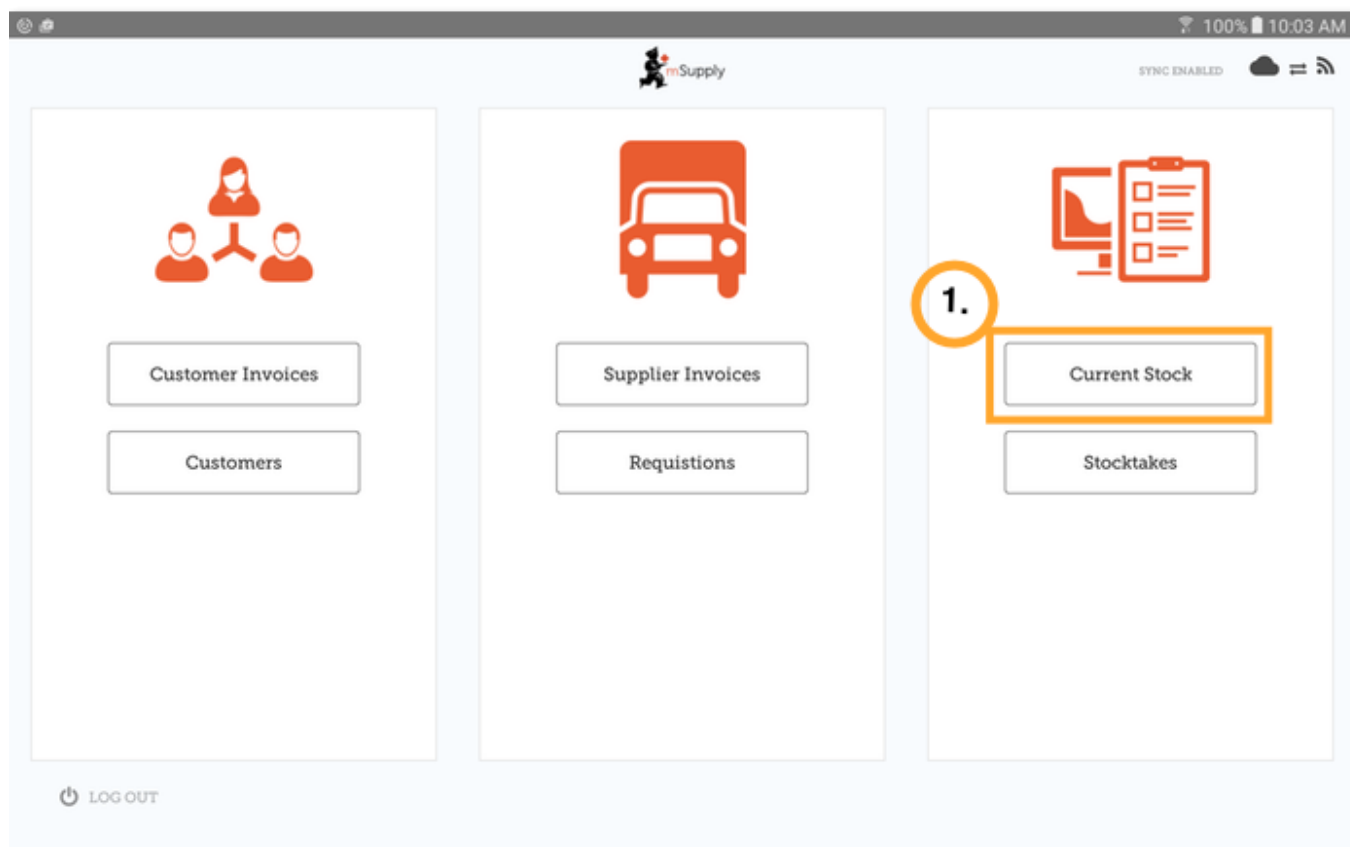 100% 10:03 AM
mSupply
SYNC ENABLED
1.
Customer Invoices
Supplier Invoices
Current Stock
Customers
Requistions
Stocktakes
LOG OUT